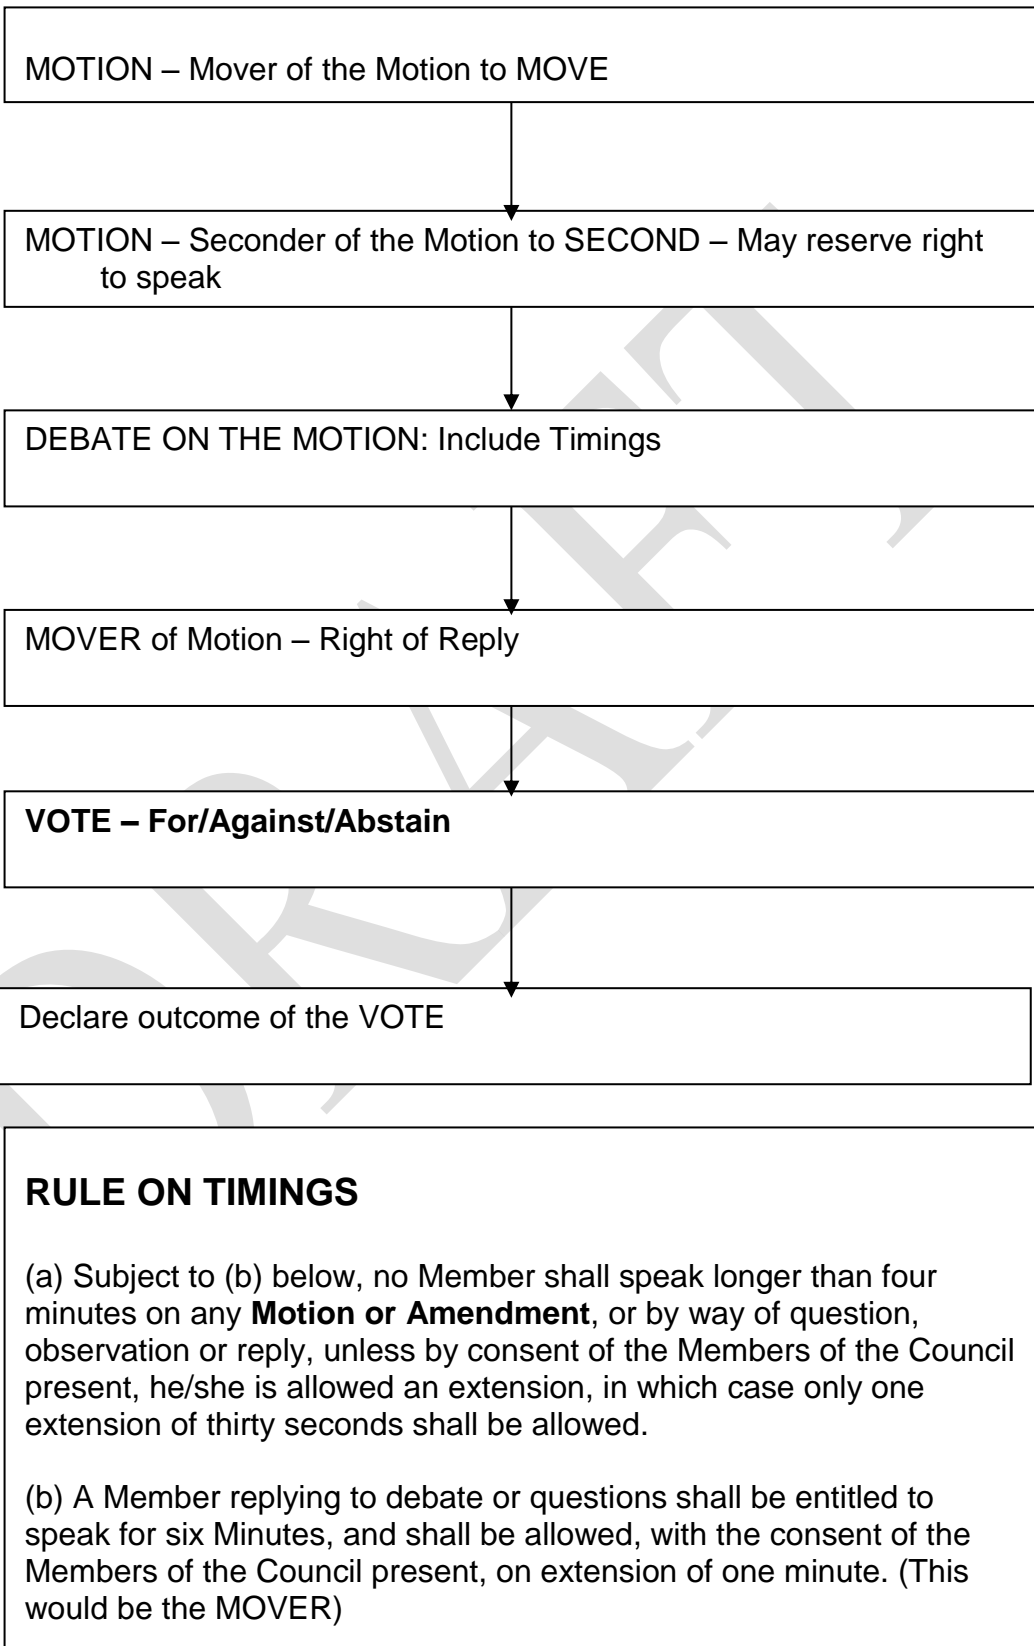 MOTION – Mover of the Motion to MOVE
MOTION – Seconder of the Motion to SECOND – May reserve right
to speak
DEBATE ON THE MOTION: Include Timings
MOVER of Motion – Right of Reply
VOTE – For/Against/Abstain
Declare outcome of the VOTE
RULE ON TIMINGS
(a) Subject to (b) below, no Member shall speak longer than four
minutes on any Motion or Amendment, or by way of question,
observation or reply, unless by consent of the Members of the Council
present, he/she is allowed an extension, in which case only one
extension of thirty seconds shall be allowed.
(b) A Member replying to debate or questions shall be entitled to
speak for six Minutes, and shall be allowed, with the consent of the
Members of the Council present, on extension of one minute. (This
would be the MOVER)
DRAFT